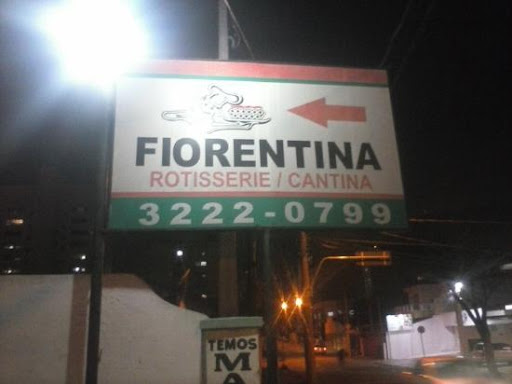 FIORENTINA
ROTISSERIE / CANTINA
3222-0799
TEMOS